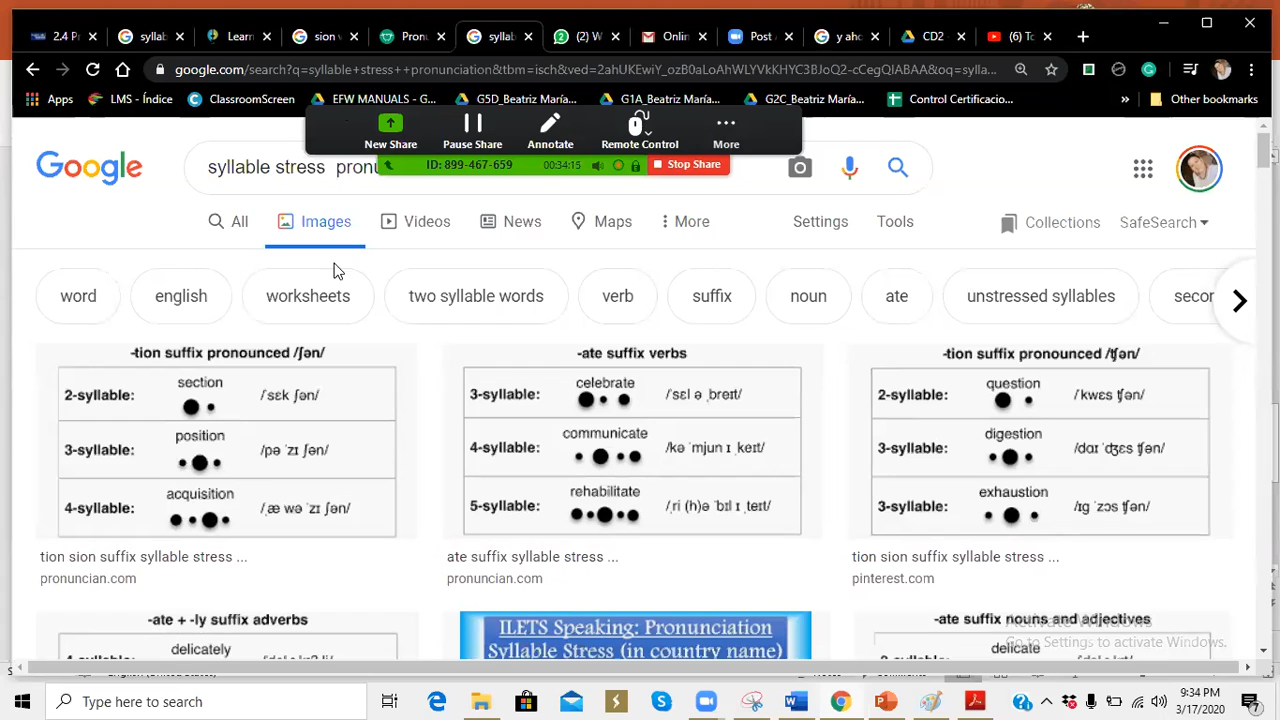 2.4 P
syllab
Learn
sion v
Pronu
syllab
(2) W
Onlin
Post A
y aho
CD2
(6) To
google.com/search?q=syllable+stress++pronunciation&tbm=isch&ved=2ahUKEwiY_ozB0aLoAhWLYVkKHYC3BJoQ2-cCegQIABAA&oq=sylla...
Apps
LMS - Índice
ClassroomScreen
EFW MANUALS - G...
G5D_Beatriz María...
G1A_Beatriz María...
G2C_Beatriz María...
Control Certificacio...
»
Other bookmarks
New Share
Pause Share
Annotate
Remote Control
More
ID: 899-467-659
00:34:15
Stop Share
Google
syllable stress pronu
All
Images
Videos
News
Maps
More
Settings
Tools
Collections
SafeSearch
word
english
worksheets
two syllable words
verb
suffix
noun
ate
unstressed syllables
secor
-tion suffix pronounced /ʃən/
2-syllable:
section
/ˈsɛk ʃən/
3-syllable:
position
/pə ˈzɪ ʃən/
4-syllable:
acquisition
/ˌæ wə ˈzɪ ʃən/
tion sion suffix syllable stress ...
pronuncian.com
-ate suffix verbs
3-syllable:
celebrate
/ˈsɛl ə ˌbreɪt/
4-syllable:
communicate
/kə ˈmjun ɪ ˌkeɪt/
5-syllable:
rehabilitate
/ˌri (h)ə ˈbɪl ɪ ˌteɪt/
ate suffix syllable stress ...
pronuncian.com
-tion suffix pronounced /ʧən/
2-syllable:
question
/ˈkwɛs ʧən/
3-syllable:
digestion
/daɪ ˈʤɛs ʧən/
3-syllable:
exhaustion
/ɪg ˈzɔs ʧən/
tion sion suffix syllable stress ...
pinterest.com
-ate + -ly suffix adverbs
delicately
ILETS Speaking: Pronunciation
Syllable Stress (in country name)
-ate suffix nouns and adjectives
delicate
Activate Windows
Go to Settings to activate Windows.
Type here to search
9:34 PM
3/17/2020